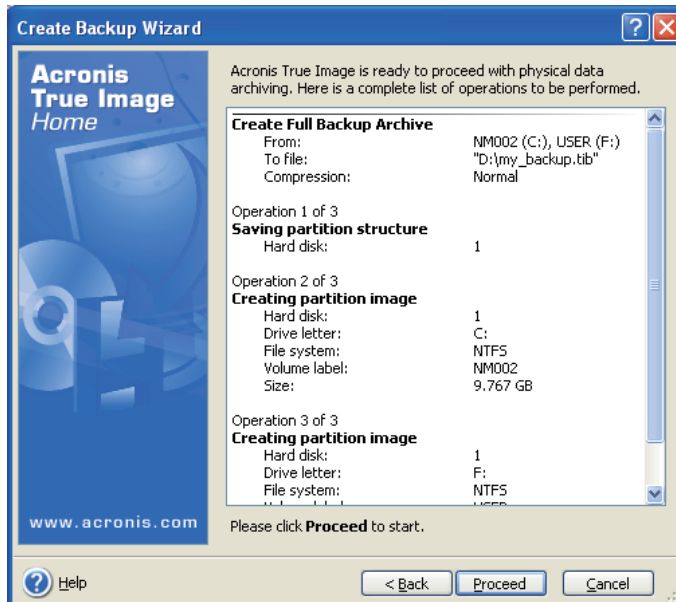 Create Backup Wizard
Acronis
True Image
Home
www.acronis.com
Acronis True Image is ready to proceed with physical data
archiving. Here is a complete list of operations to be performed.
Create Full Backup Archive
From: NM002 (C:), USER (F:)
To file: "D:\my_backup.tib"
Compression: Normal
Operation 1 of 3
Saving partition structure
Hard disk: 1
Operation 2 of 3
Creating partition image
Hard disk: 1
Drive letter: C:
File system: NTFS
Volume label: NM002
Size: 9.767 GB
Operation 3 of 3
Creating partition image
Hard disk: 1
Drive letter: F:
File system: NTFS
Please click Proceed to start.
Help
< Back
Proceed
Cancel